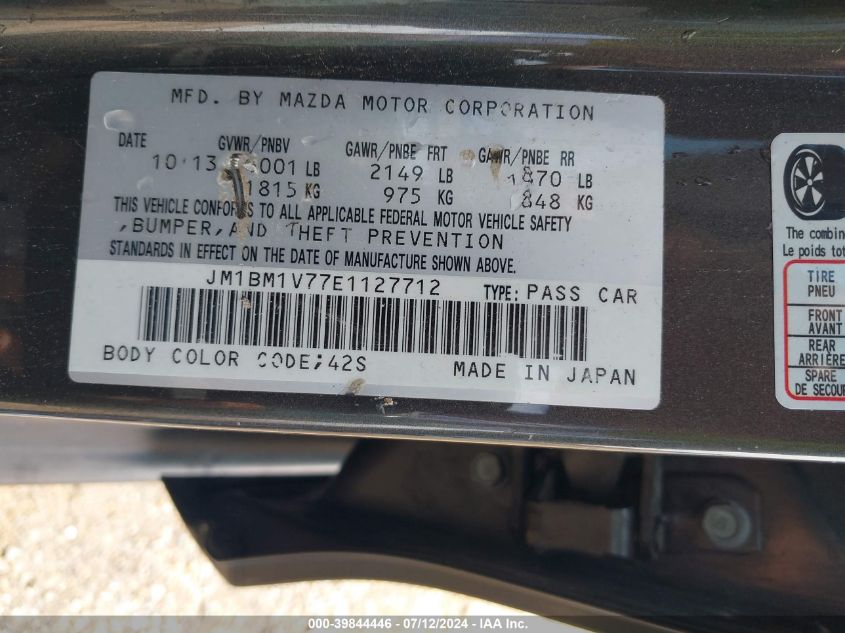 MFD. BY MAZDA MOTOR CORPORATION
DATE GVWR/PNBV GAWR/PNBE FRT GAWR/PNBE RR
10 13 4001 LB 2149 LB 1870 LB
1815 KG 975 KG 848 KG
THIS VEHICLE CONFORMS TO ALL APPLICABLE FEDERAL MOTOR VEHICLE SAFETY
,BUMPER,AND THEFT PREVENTION
STANDARDS IN EFFECT ON THE DATE OF MANUFACTURE SHOWN ABOVE.
JM1BM1V77E1127712 TYPE: PASS CAR
BODY COLOR CODE;42S MADE IN JAPAN
The combin
Le poids tot
TIRE
PNEU
FRONT
AVANT
REAR
ARRIÈRE
SPARE
DE SECOU
000-39844446 - 07/12/2024 - IAA, Inc.